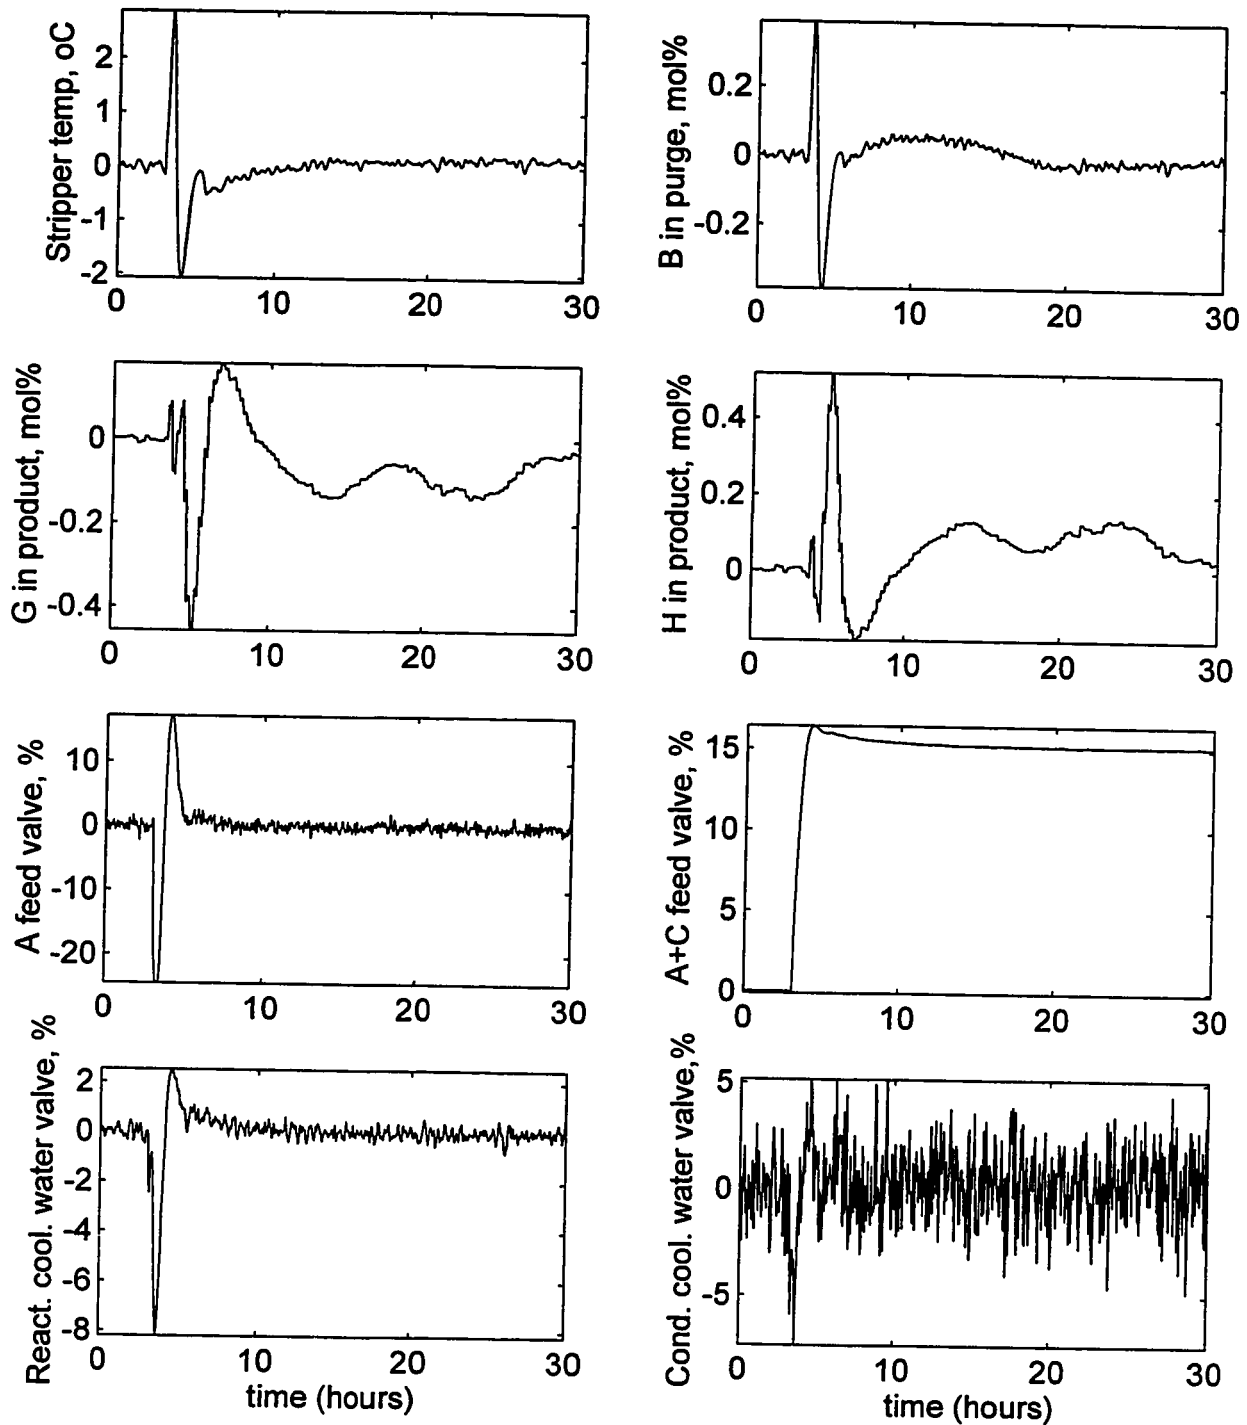 Stripper temp, oC
2
1
0
-1
-2
0 10 20 30
B in purge, mol%
0.2
0
-0.2
0 10 20 30
G in product, mol%
0
-0.2
-0.4
0 10 20 30
H in product, mol%
0.4
0.2
0
0 10 20 30
A feed valve, %
10
0
-10
-20
0 10 20 30
A+C feed valve, %
15
10
5
0
0 10 20 30
React. cool. water valve, %
2
0
-2
-4
-6
-8
0 10 20 30
time (hours)
Cond. cool. water valve,%
5
0
-5
0 10 20 30
time (hours)